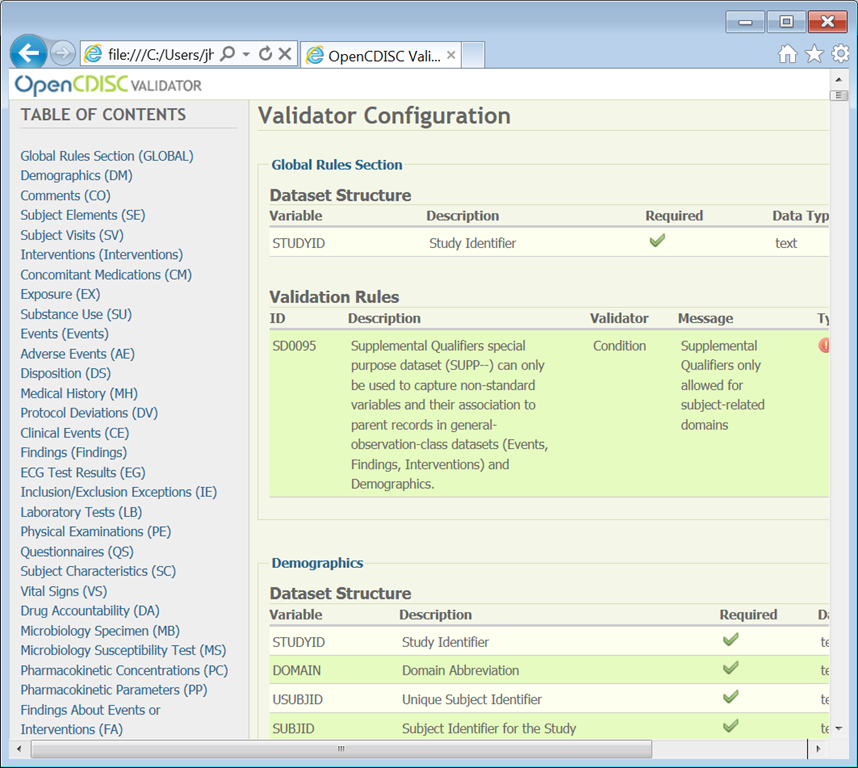 file:///C:/Users/jh
OpenCDISC Vali...
OpenCDISC VALIDATOR
TABLE OF CONTENTS
Global Rules Section (GLOBAL)
Demographics (DM)
Comments (CO)
Subject Elements (SE)
Subject Visits (SV)
Interventions (Interventions)
Concomitant Medications (CM)
Exposure (EX)
Substance Use (SU)
Events (Events)
Adverse Events (AE)
Disposition (DS)
Medical History (MH)
Protocol Deviations (DV)
Clinical Events (CE)
Findings (Findings)
ECG Test Results (EG)
Inclusion/Exclusion Exceptions (IE)
Laboratory Tests (LB)
Physical Examinations (PE)
Questionnaires (QS)
Subject Characteristics (SC)
Vital Signs (VS)
Drug Accountability (DA)
Microbiology Specimen (MB)
Microbiology Susceptibility Test (MS)
Pharmacokinetic Concentrations (PC)
Pharmacokinetic Parameters (PP)
Findings About Events or
Interventions (FA)
Validator Configuration
Global Rules Section
Dataset Structure
Variable Description Required Data Typ
STUDYID Study Identifier text
Validation Rules
ID Description Validator Message Ty
SD0095 Supplemental Qualifiers special Condition Supplemental
purpose dataset (SUPP--) can only Qualifiers only
be used to capture non-standard allowed for
variables and their association to subject-related
parent records in general- domains
observation-class datasets (Events,
Findings, Interventions) and
Demographics.
Demographics
Dataset Structure
Variable Description Required Da
STUDYID Study Identifier te
DOMAIN Domain Abbreviation te
USUBJID Unique Subject Identifier te
SUBJID Subject Identifier for the Study te